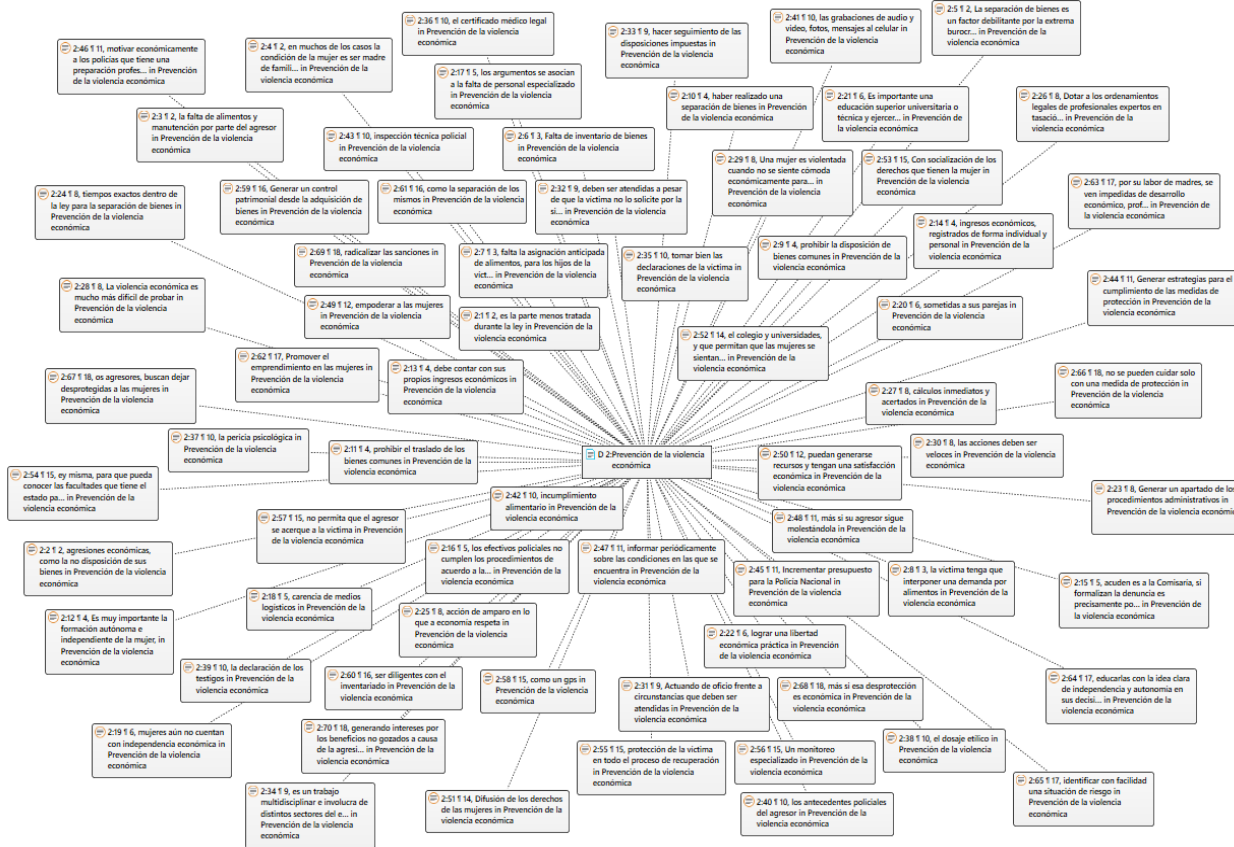 2:36 ¶ 10, el certificado médico legal
in Prevención de la violencia
económica
2:41 ¶ 10, las grabaciones de audio y
video, fotos, mensajes al celular in
Prevención de la violencia
económica
2:5 ¶ 2, La separación de bienes es
un factor debilitante por la extrema
burocr... in Prevención de la
violencia económica
2:46 ¶ 11, motivar económicamente
a los policías que tiene una
preparación profes... in Prevención
de la violencia económica
2:4 ¶ 2, en muchos de los casos la
condición de la mujer es ser madre
de famili... in Prevención de la
violencia económica
2:33 ¶ 9, hacer seguimiento de las
disposiciones impuestas in
Prevención de la violencia
económica
2:17 ¶ 5, los argumentos se asocian
a la falta de personal especializado
in Prevención de la violencia
económica
2:10 ¶ 4, haber realizado una
separación de bienes in Prevención
de la violencia económica
2:21 ¶ 6, Es importante una
educación superior universitaria o
técnica y ejercer... in Prevención de
la violencia económica
2:26 ¶ 8, Dotar a los ordenamientos
legales de profesionales expertos en
tasació... in Prevención de la
violencia económica
2:3 ¶ 2, la falta de alimentos y
manutención por parte del agresor
in Prevención de la violencia
económica
2:43 ¶ 10, inspección técnica policial
in Prevención de la violencia
económica
2:6 ¶ 3, Falta de inventario de bienes
in Prevención de la violencia
económica
2:29 ¶ 8, Una mujer es violentada
cuando no se siente cómoda
económicamente para... in
Prevención de la violencia
económica
2:53 ¶ 15, Con socialización de los
derechos que tienen la mujer in
Prevención de la violencia
económica
2:63 ¶ 17, por su labor de madres, se
ven impedidas de desarrollo
económico, prof... in Prevención de
la violencia económica
2:24 ¶ 8, tiempos exactos dentro de
la ley para la separación de bienes in
Prevención de la violencia
económica
2:59 ¶ 16, Generar un control
patrimonial desde la adquisición de
bienes in Prevención de la violencia
económica
2:61 ¶ 16, como la separación de los
mismos in Prevención de la violencia
económica
2:32 ¶ 9, deben ser atendidas a pesar
de que la victima no lo solicite por la
si... in Prevención de la violencia
económica
2:14 ¶ 4, ingresos económicos,
registrados de forma individual y
personal in Prevención de la
violencia económica
2:69 ¶ 18, radicalizar las sanciones in
Prevención de la violencia
económica
2:7 ¶ 3, falta la asignación anticipada
de alimentos, para los hijos de la
vict... in Prevención de la violencia
económica
2:35 ¶ 10, tomar bien las
declaraciones de la victima in
Prevención de la violencia
económica
2:9 ¶ 4, prohibir la disposición de
bienes comunes in Prevención de la
violencia económica
2:28 ¶ 8, La violencia económica es
mucho más difícil de probar in
Prevención de la violencia
económica
2:49 ¶ 12, empoderar a las mujeres
in Prevención de la violencia
económica
2:1 ¶ 2, es la parte menos tratada
durante la ley in Prevención de la
violencia económica
2:20 ¶ 6, sometidas a sus parejas in
Prevención de la violencia
económica
2:44 ¶ 11, Generar estrategias para el
cumplimiento de las medidas de
protección in Prevención de la
violencia económica
2:52 ¶ 14, el colegio y universidades,
y que permitan que las mujeres se
sientan... in Prevención de la
violencia económica
2:62 ¶ 17, Promover el
emprendimiento en las mujeres in
Prevención de la violencia
económica
2:13 ¶ 4, debe contar con sus
propios ingresos económicos in
Prevención de la violencia
económica
2:67 ¶ 18, os agresores, buscan dejar
desprotegidas a las mujeres in
Prevención de la violencia
económica
2:27 ¶ 8, cálculos inmediatos y
acertados in Prevención de la
violencia económica
2:66 ¶ 18, no se pueden cuidar solo
con una medida de protección in
Prevención de la violencia
económica
2:37 ¶ 10, la pericia psicológica in
Prevención de la violencia
económica
2:11 ¶ 4, prohibir el traslado de los
bienes comunes in Prevención de la
violencia económica
D 2:Prevención de la violencia
económica
2:50 ¶ 12, puedan generarse
recursos y tengan una satisfacción
económica in Prevención de la
violencia económica
2:30 ¶ 8, las acciones deben ser
veloces in Prevención de la violencia
económica
2:54 ¶ 15, ey misma, para que pueda
conocer las facultades que tiene el
estado pa... in Prevención de la
violencia económica
2:23 ¶ 8, Generar un apartado de los
procedimientos administrativos in
Prevención de la violencia
económica
2:42 ¶ 10, incumplimiento
alimentario in Prevención de la
violencia económica
2:57 ¶ 15, no permita que el agresor
se acerque a la victima in Prevención
de la violencia económica
2:48 ¶ 11, más si su agresor sigue
molestándola in Prevención de la
violencia económica
2:2 ¶ 2, agresiones económicas,
como la no disposición de sus
bienes in Prevención de la violencia
económica
2:16 ¶ 5, los efectivos policiales no
cumplen los procedimientos de
acuerdo a la... in Prevención de la
violencia económica
2:47 ¶ 11, informar periódicamente
sobre las condiciones en las que se
encuentra in Prevención de la
violencia económica
2:45 ¶ 11, Incrementar presupuesto
para la Policía Nacional in
Prevención de la violencia
económica
2:8 ¶ 3, la victima tenga que
interponer una demanda por
alimentos in Prevención de la
violencia económica
2:15 ¶ 5, acuden es a la Comisaria, si
formalizan la denuncia es
precisamente po... in Prevención de
la violencia económica
2:18 ¶ 5, carencia de medios
logísticos in Prevención de la
violencia económica
2:12 ¶ 4, Es muy importante la
formación autónoma e
independiente de la mujer, in
Prevención de la violencia
económica
2:25 ¶ 8, acción de amparo en lo
que a economía respeta in
Prevención de la violencia
económica
2:22 ¶ 6, lograr una libertad
económica práctica in Prevención
de la violencia económica
2:39 ¶ 10, la declaración de los
testigos in Prevención de la
violencia económica
2:60 ¶ 16, ser diligentes con el
inventariado in Prevención de la
violencia económica
2:58 ¶ 15, como un gps in
Prevención de la violencia
económica
2:31 ¶ 9, Actuando de oficio frente a
circunstancias que deben ser
atendidas in Prevención de la
violencia económica
2:68 ¶ 18, más si esa desprotección
es económica in Prevención de la
violencia económica
2:64 ¶ 17, educarlas con la idea clara
de independencia y autonomía en
sus decisi... in Prevención de la
violencia económica
2:19 ¶ 6, mujeres aún no cuentan
con independencia económica in
Prevención de la violencia
económica
2:70 ¶ 18, generando intereses por
los beneficios no gozados a causa
de la agresi... in Prevención de la
violencia económica
2:55 ¶ 15, protección de la victima
en todo el proceso de recuperación
in Prevención de la violencia
económica
2:56 ¶ 15, Un monitoreo
especializado in Prevención de la
violencia económica
2:38 ¶ 10, el dosaje etílico in
Prevención de la violencia
económica
2:34 ¶ 9, es un trabajo
multidisciplinar e involucra de
distintos sectores del e... in
Prevención de la violencia
económica
2:51 ¶ 14, Difusión de los derechos
de las mujeres in Prevención de la
violencia económica
2:40 ¶ 10, los antecedentes policiales
del agresor in Prevención de la
violencia económica
2:65 ¶ 17, identificar con facilidad
una situación de riesgo in
Prevención de la violencia
económica